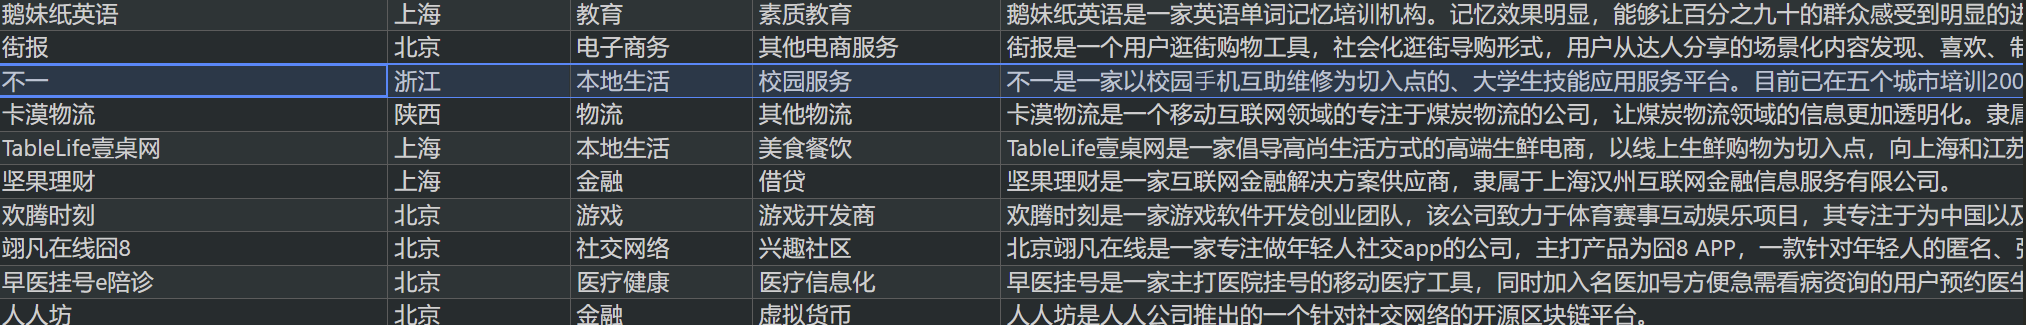 鹅妹纸英语 上海 教育 素质教育 鹅妹纸英语是一家英语单词记忆培训机构。记忆效果明显，能够让百分之九十的群众感受到明显的进
街报 北京 电子商务 其他电商服务 街报是一个用户逛街购物工具，社会化逛街导购形式，用户从达人分享的场景化内容发现、喜欢、
不一 浙江 本地生活 校园服务 不一是一家以校园手机互助维修为切入点的、大学生技能应用服务平台。目前已在五个城市培训200
卡漠物流 陕西 物流 其他物流 卡漠物流是一个移动互联网领域的专注于煤炭物流的公司，让煤炭物流领域的信息更加透明化。隶属
TableLife壹桌网 上海 本地生活 美食餐饮 TableLife壹桌网是一家倡导高尚生活方式的高端生鲜电商，以线上生鲜购物为切入点，向上海和江苏
坚果理财 上海 金融 借贷 坚果理财是一家互联网金融解决方案供应商，隶属于上海汉州互联网金融信息服务有限公司。
欢腾时刻 北京 游戏 游戏开发商 欢腾时刻是一家游戏软件开发创业团队，该公司致力于体育赛事互动娱乐项目，其专注于为中国以及
翊凡在线囧8 北京 社交网络 兴趣社区 北京翊凡在线是一家专注做年轻人社交app的公司，主打产品为囧8 APP，一款针对年轻人的匿名、
早医挂号e陪诊 北京 医疗健康 医疗信息化 早医挂号是一家主打医院挂号的移动医疗工具，同时加入名医加号方便急需看病资询的用户预约医生
人人坊 北京 金融 虚拟货币 人人坊是人人公司推出的一个针对社交网络的开源区块链平台。